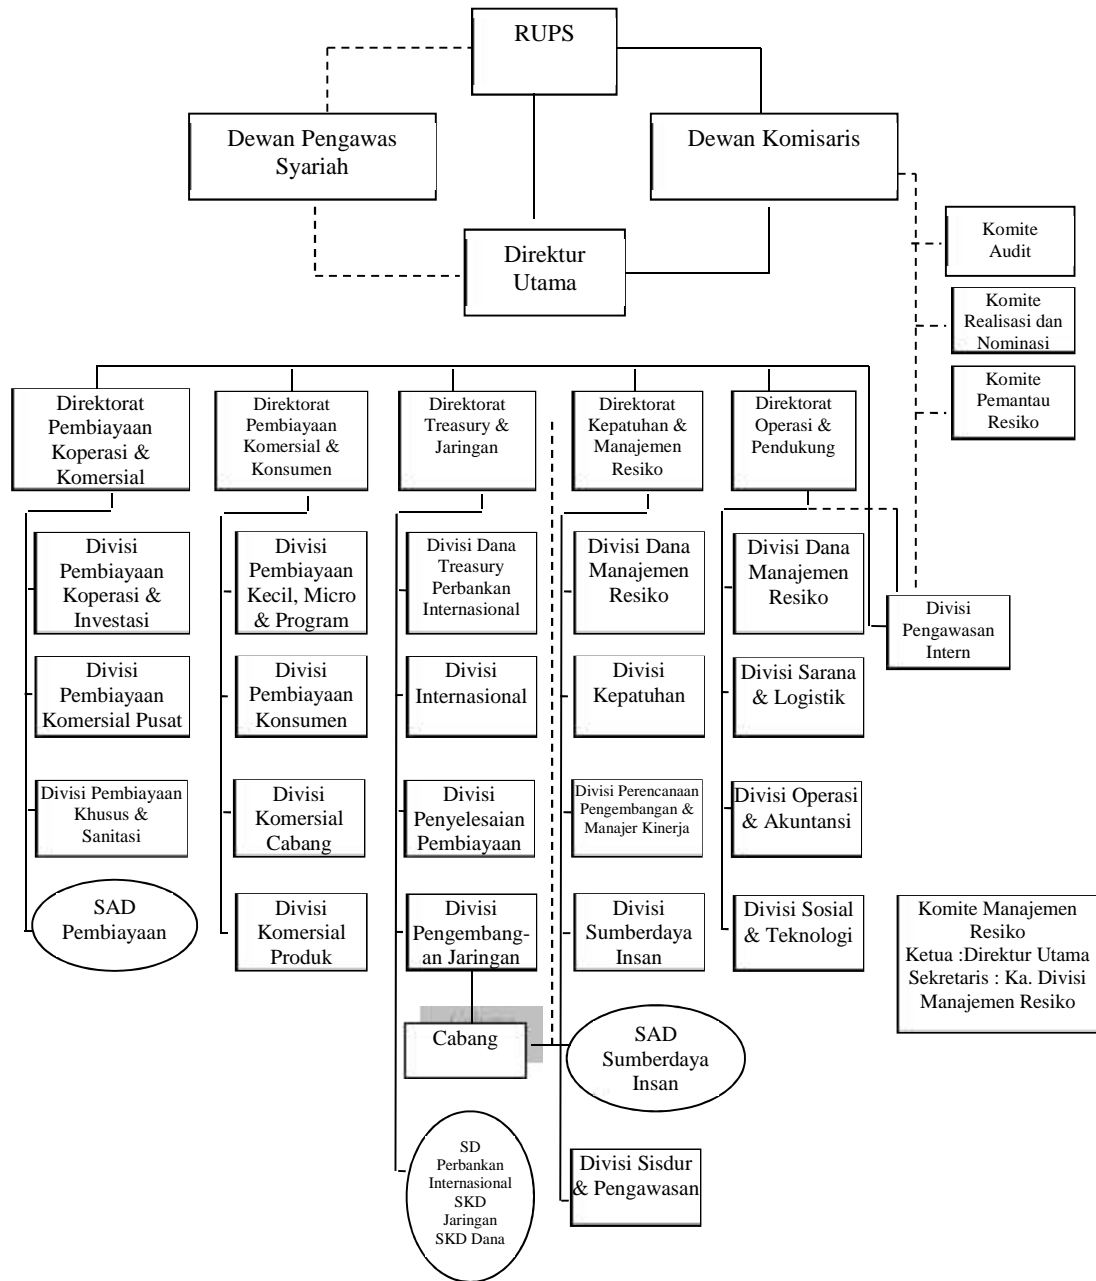 RUPS
Dewan Pengawas
Syariah
Dewan Komisaris
Direktur
Utama
Komite
Audit
Komite
Realisasi dan
Nominasi
Komite
Pemantau
Resiko
Direktorat
Pembiayaan
Koperasi &
Komersial
Direktorat
Pembiayaan
Komersial &
Konsumen
Direktorat
Treasury &
Jaringan
Direktorat
Kepatuhan &
Manajemen
Resiko
Direktorat
Operasi &
Pendukung
Divisi
Pembiayaan
Koperasi &
Investasi
Divisi
Pembiayaan
Kecil, Micro
& Program
Divisi Dana
Treasury
Perbankan
Internasional
Divisi Dana
Manajemen
Resiko
Divisi Dana
Manajemen
Resiko
Divisi
Pengawasan
Intern
Divisi
Pembiayaan
Komersial Pusat
Divisi
Pembiayaan
Konsumen
Divisi
Internasional
Divisi
Kepatuhan
Divisi Sarana
& Logistik
Divisi Pembiayaan
Khusus &
Sanitasi
Divisi
Komersial
Cabang
Divisi
Penyelesaian
Pembiayaan
Divisi Perencanaan
Pengembangan &
Manajer Kinerja
Divisi Operasi
& Akuntansi
SAD
Pembiayaan
Divisi
Komersial
Produk
Divisi
Pengembang-
an Jaringan
Divisi
Sumberdaya
Insan
Divisi Sosial
& Teknologi
Komite Manajemen
Resiko
Ketua :Direktur Utama
Sekretaris : Ka. Divisi
Manajemen Resiko
Cabang
SAD
Sumberdaya
Insan
SD
Perbankan
Internasional
SKD
Jaringan
SKD Dana
Divisi Sisdur
& Pengawasan